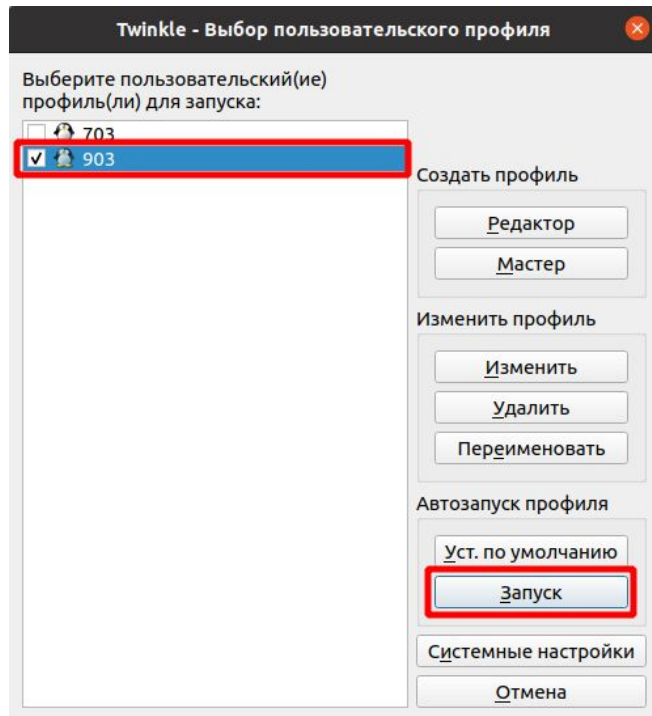 Twinkle - Выбор пользовательского профиля
Выберите пользовательский(ие)
профиль(ли) для запуска:
703
903
Создать профиль
Редактор
Мастер
Изменить профиль
Изменить
Удалить
Переименовать
Автозапуск профиля
Уст. по умолчанию
Запуск
Системные настройки
Отмена